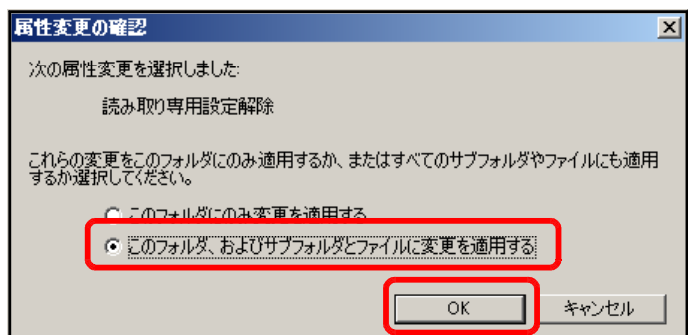 属性変更の確認
次の属性変更を選択しました:
読み取り専用設定解除
これらの変更をこのフォルダにのみ適用するか、またはすべてのサブフォルダやファイルにも適用
するか選択してください。
このフォルダにのみ変更を適用する
このフォルダ、およびサブフォルダとファイルに変更を適用する
OK
キャンセル